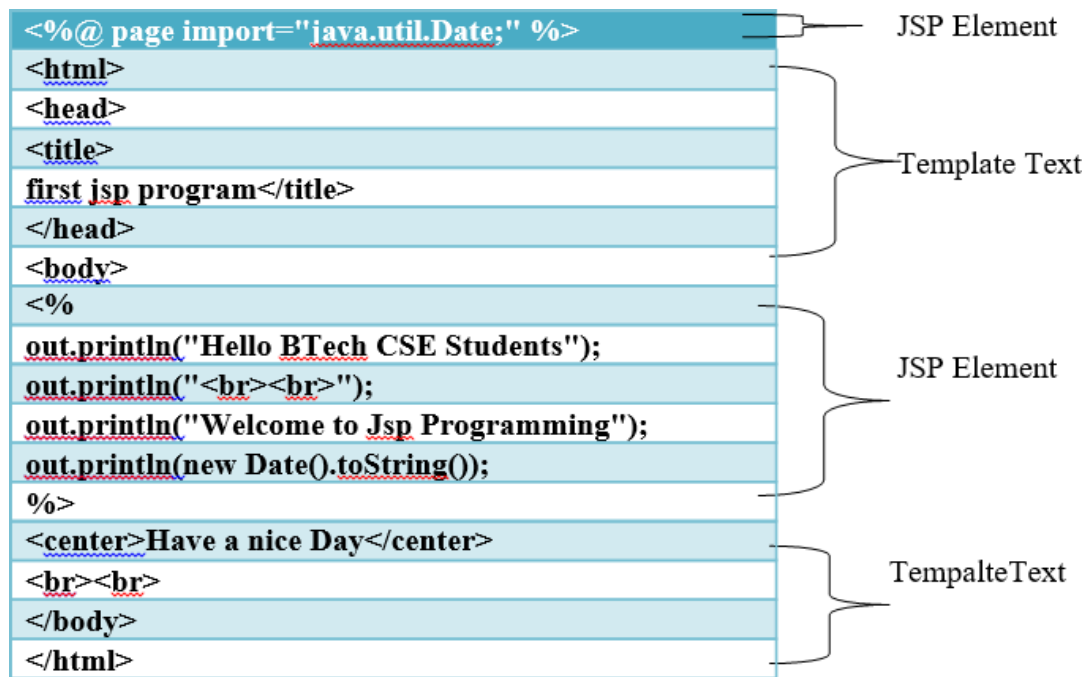 <%@ page import="java.util.Date;" %>
JSP Element
<html>
<head>
<title>
Template Text
first jsp program</title>
</head>
<body>
<%
out.println("Hello BTech CSE Students");
JSP Element
out.println("<br><br>");
out.println("Welcome to Jsp Programming");
out.println(new Date().toString());
%>
<center>Have a nice Day</center>
TempalteText
<br><br>
</body>
</html>